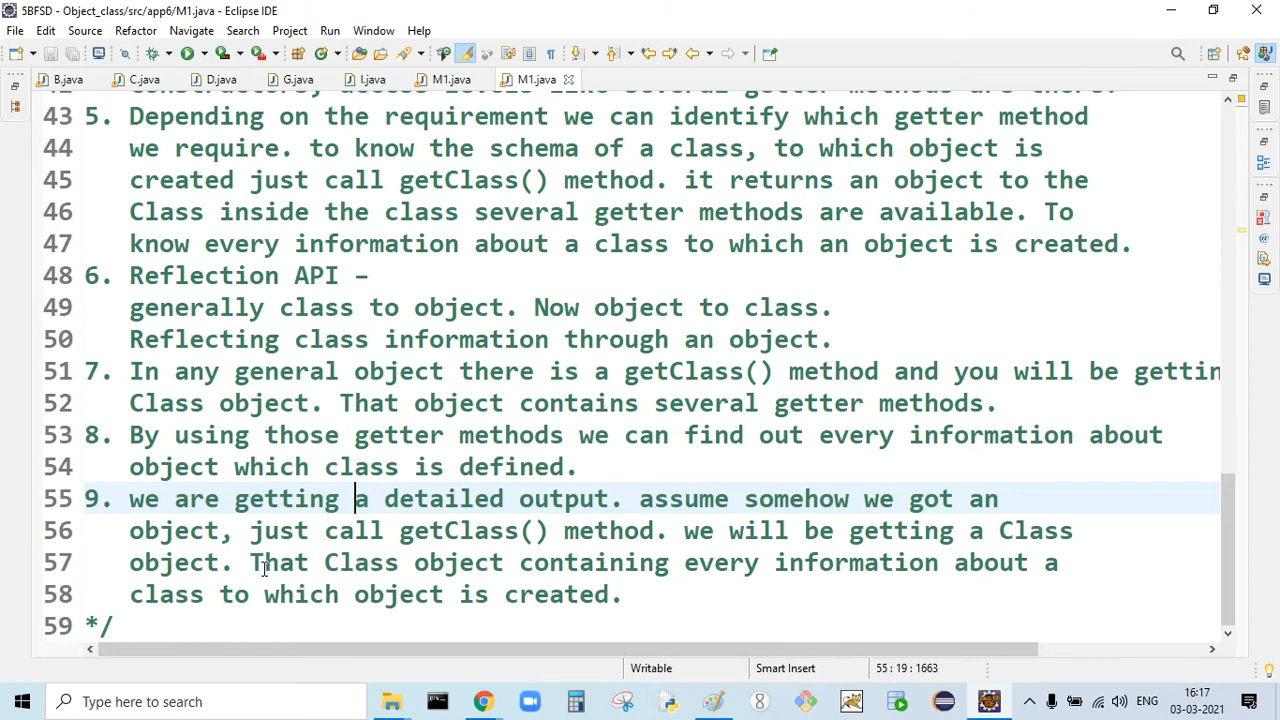 5BFSD - Object_class/src/app6/M1.java - Eclipse IDE
File Edit Source Refactor Navigate Search Project Run Window Help
B.java C.java D.java G.java I.java M1.java M1.java
43 5. Depending on the requirement we can identify which getter method
44 we require. to know the schema of a class, to which object is
45 created just call getClass() method. it returns an object to the
46 Class inside the class several getter methods are available. To
47 know every information about a class to which an object is created.
48 6. Reflection API –
49 generally class to object. Now object to class.
50 Reflecting class information through an object.
51 7. In any general object there is a getClass() method and you will be gettin
52 Class object. That object contains several getter methods.
53 8. By using those getter methods we can find out every information about
54 object which class is defined.
55 9. we are getting a detailed output. assume somehow we got an
56 object, just call getClass() method. we will be getting a Class
57 object. That Class object containing every information about a
58 class to which object is created.
59 */
Writable Smart Insert 55 : 19 : 1663
Type here to search
ENG
16:17
03-03-2021